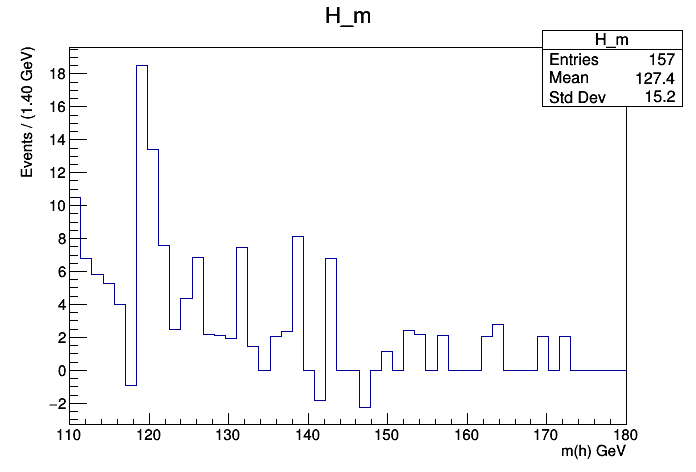 H_m
H_m
Entries 157
Mean 127.4
Std Dev 15.2
Events / (1.40 GeV)
18
16
14
12
10
8
6
4
2
0
−2
110 120 130 140 150 160 170 180
m(h) GeV